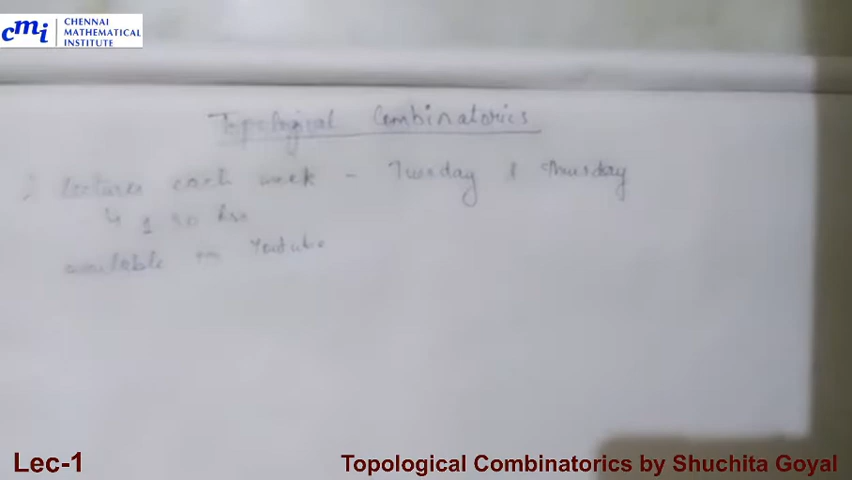 cmi
CHENNAI
MATHEMATICAL
INSTITUTE
Topological Combinatorics
lectures each week - Tuesday & Thursday
available on Youtube
Lec-1
Topological Combinatorics by Shuchita Goyal